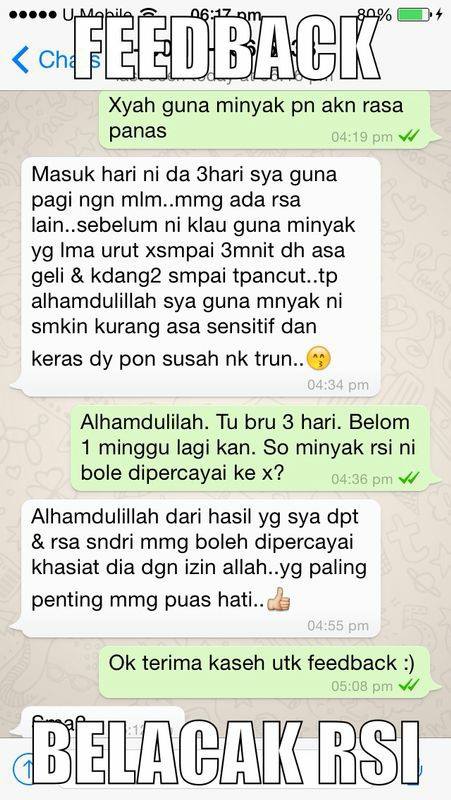 U Mobile 06:17 pm 80%
FEEDBACK
Xyah guna minyak pn akn rasa
panas
04:19 pm
Masuk hari ni da 3hari sya guna
pagi ngn mlm..mmg ada rsa
lain..sebelum ni klau guna minyak
yg lma urut xsmpai 3mnit dh asa
geli & kdang2 smpai tpancut..tp
alhamdulillah sya guna mnyak ni
smkin kurang asa sensitif dan
keras dy pon susah nk trun..😙
04:34 pm
Alhamdulilah. Tu bru 3 hari. Belom
1 minggu lagi kan. So minyak rsi ni
bole dipercayai ke x?
04:36 pm
Alhamdulillah dari hasil yg sya dpt
& rsa sndri mmg boleh dipercayai
khasiat dia dgn izin allah..yg paling
penting mmg puas hati..👍
04:55 pm
Ok terima kaseh utk feedback :)
05:08 pm
BELACAK RSI